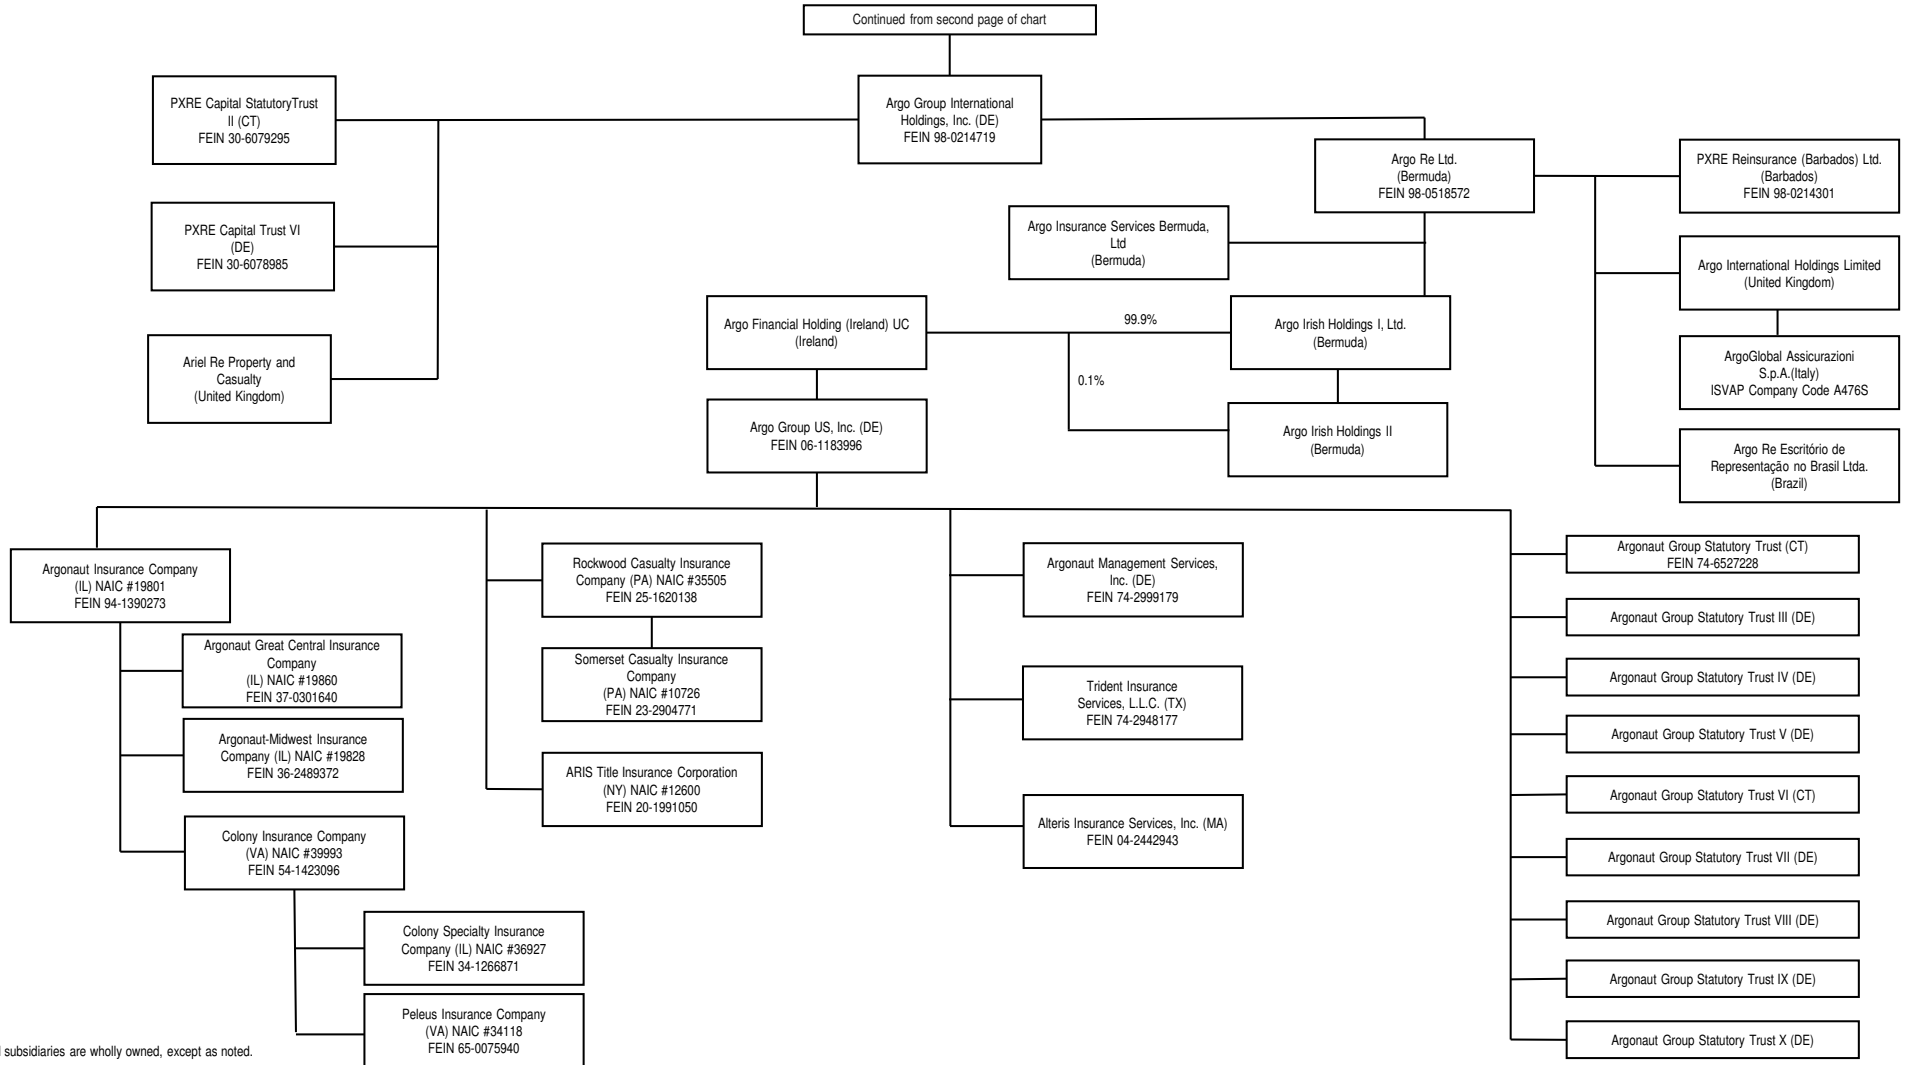 Continued from second page of chart
PXRE Capital StatutoryTrust
II (CT)
FEIN 30-6079295
Argo Group International
Holdings, Inc. (DE)
FEIN 98-0214719
Argo Re Ltd.
(Bermuda)
FEIN 98-0518572
PXRE Reinsurance (Barbados) Ltd.
(Barbados)
FEIN 98-0214301
PXRE Capital Trust VI
(DE)
FEIN 30-6078985
Argo Insurance Services Bermuda,
Ltd
(Bermuda)
Argo International Holdings Limited
(United Kingdom)
Ariel Re Property and
Casualty
(United Kingdom)
Argo Financial Holding (Ireland) UC
(Ireland)
99.9%
0.1%
Argo Irish Holdings I, Ltd.
(Bermuda)
ArgoGlobal Assicurazioni
S.p.A.(Italy)
ISVAP Company Code A476S
Argo Group US, Inc. (DE)
FEIN 06-1183996
Argo Irish Holdings II
(Bermuda)
Argo Re Escritório de
Representação no Brasil Ltda.
(Brazil)
Argonaut Insurance Company
(IL) NAIC #19801
FEIN 94-1390273
Argonaut Great Central Insurance
Company
(IL) NAIC #19860
FEIN 37-0301640
Argonaut-Midwest Insurance
Company (IL) NAIC #19828
FEIN 36-2489372
Colony Insurance Company
(VA) NAIC #39993
FEIN 54-1423096
Colony Specialty Insurance
Company (IL) NAIC #36927
FEIN 34-1266871
Peleus Insurance Company
(VA) NAIC #34118
FEIN 65-0075940
Rockwood Casualty Insurance
Company (PA) NAIC #35505
FEIN 25-1620138
Somerset Casualty Insurance
Company
(PA) NAIC #10726
FEIN 23-2904771
ARIS Title Insurance Corporation
(NY) NAIC #12600
FEIN 20-1991050
Argonaut Management Services,
Inc. (DE)
FEIN 74-2999179
Trident Insurance
Services, L.L.C. (TX)
FEIN 74-2948177
Alteris Insurance Services, Inc. (MA)
FEIN 04-2442943
Argonaut Group Statutory Trust (CT)
FEIN 74-6527228
Argonaut Group Statutory Trust III (DE)
Argonaut Group Statutory Trust IV (DE)
Argonaut Group Statutory Trust V (DE)
Argonaut Group Statutory Trust VI (CT)
Argonaut Group Statutory Trust VII (DE)
Argonaut Group Statutory Trust VIII (DE)
Argonaut Group Statutory Trust IX (DE)
Argonaut Group Statutory Trust X (DE)
subsidiaries are wholly owned, except as noted.